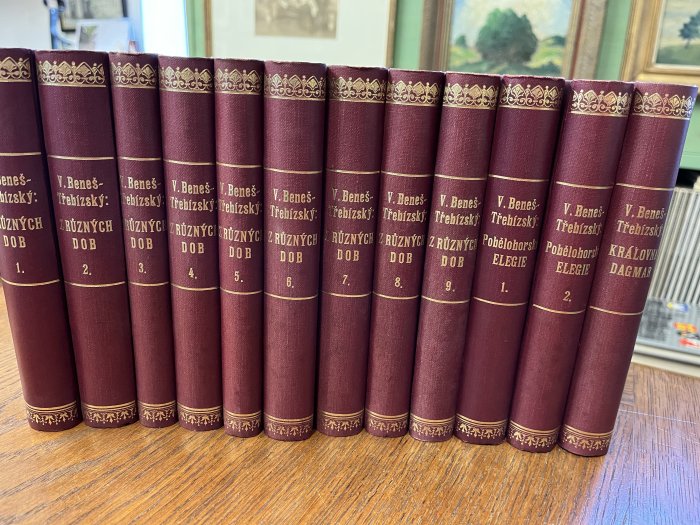 Beneš-
Třebízský:
RŮZNÝCH
DOB
1.
V. Beneš-
Třebízský:
Z RŮZNÝCH
DOB
2.
V. Beneš-
Třebízský:
Z RŮZNÝCH
DOB
3.
V. Beneš-
Třebízský:
Z RŮZNÝCH
DOB
4.
V. Beneš-
Třebízský:
Z RŮZNÝCH
DOB
5.
V. Beneš-
Třebízský:
Z RŮZNÝCH
DOB
6.
V. Beneš-
Třebízský:
Z RŮZNÝCH
DOB
7.
V. Beneš-
Třebízský:
Z RŮZNÝCH
DOB
8.
V. Beneš-
Třebízský:
Z RŮZNÝCH
DOB
9.
V. Beneš-
Třebízský:
Pobělohorské
ELEGIE
1.
V. Beneš-
Třebízský:
Pobělohorské
ELEGIE
2.
V. Beneš-
Třebízský:
KRÁLOVNA
DAGMAR